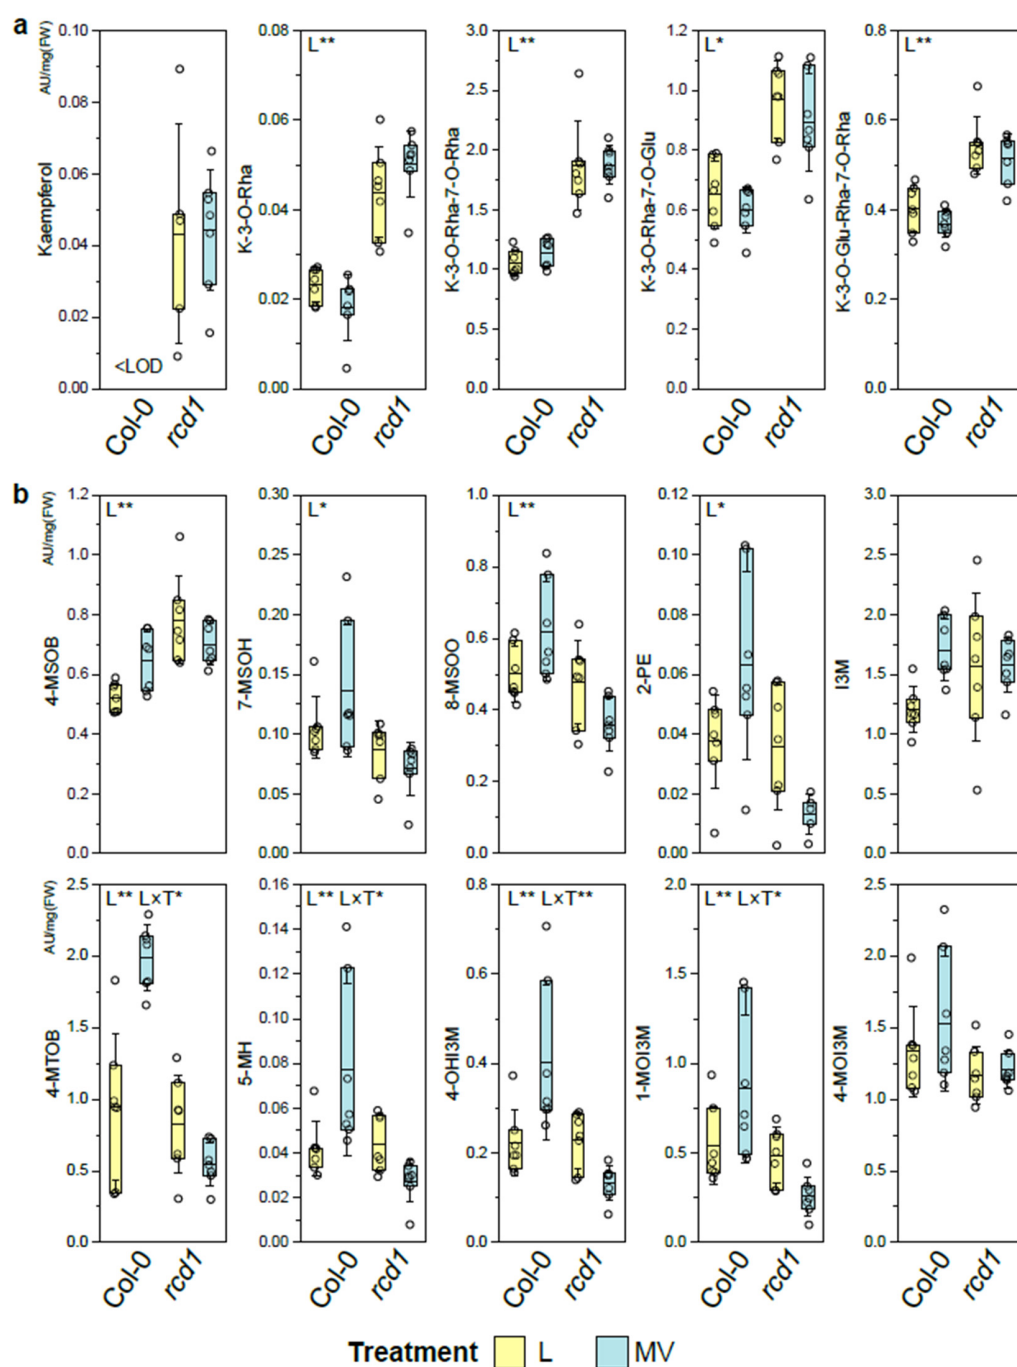 a
AU/mg(FW)
Kaempferol
0.10
0.08
0.06
0.04
0.02
0.00
<LOD
Col-0
rcd1
K-3-O-Rha
0.08
0.06
0.04
0.02
0.00
L**
Col-0
rcd1
K-3-O-Rha-7-O-Rha
3.0
2.5
2.0
1.5
1.0
0.5
0.0
L**
Col-0
rcd1
K-3-O-Rha-7-O-Glu
1.2
1.0
0.8
0.6
0.4
0.2
0.0
L*
Col-0
rcd1
K-3-O-Glu-Rha-7-O-Rha
0.8
0.6
0.4
0.2
0.0
L**
Col-0
rcd1
b
AU/mg(FW)
4-MSOB
1.2
1.0
0.8
0.6
0.4
0.2
0.0
L**
7-MSOH
0.30
0.25
0.20
0.15
0.10
0.05
0.00
L*
8-MSOO
1.0
0.8
0.6
0.4
0.2
0.0
L**
2-PE
0.12
0.10
0.08
0.06
0.04
0.02
0.00
L*
I3M
3.0
2.5
2.0
1.5
1.0
0.5
0.0
AU/mg(FW)
4-MTOB
2.5
2.0
1.5
1.0
0.5
0.0
L** L×T*
Col-0
rcd1
5-MH
0.16
0.14
0.12
0.10
0.08
0.06
0.04
0.02
0.00
L** L×T*
Col-0
rcd1
4-OHI3M
0.8
0.6
0.4
0.2
0.0
L** L×T**
Col-0
rcd1
1-MOI3M
2.0
1.5
1.0
0.5
0.0
L** L×T*
Col-0
rcd1
4-MOI3M
2.5
2.0
1.5
1.0
0.5
0.0
Col-0
rcd1
Treatment L MV